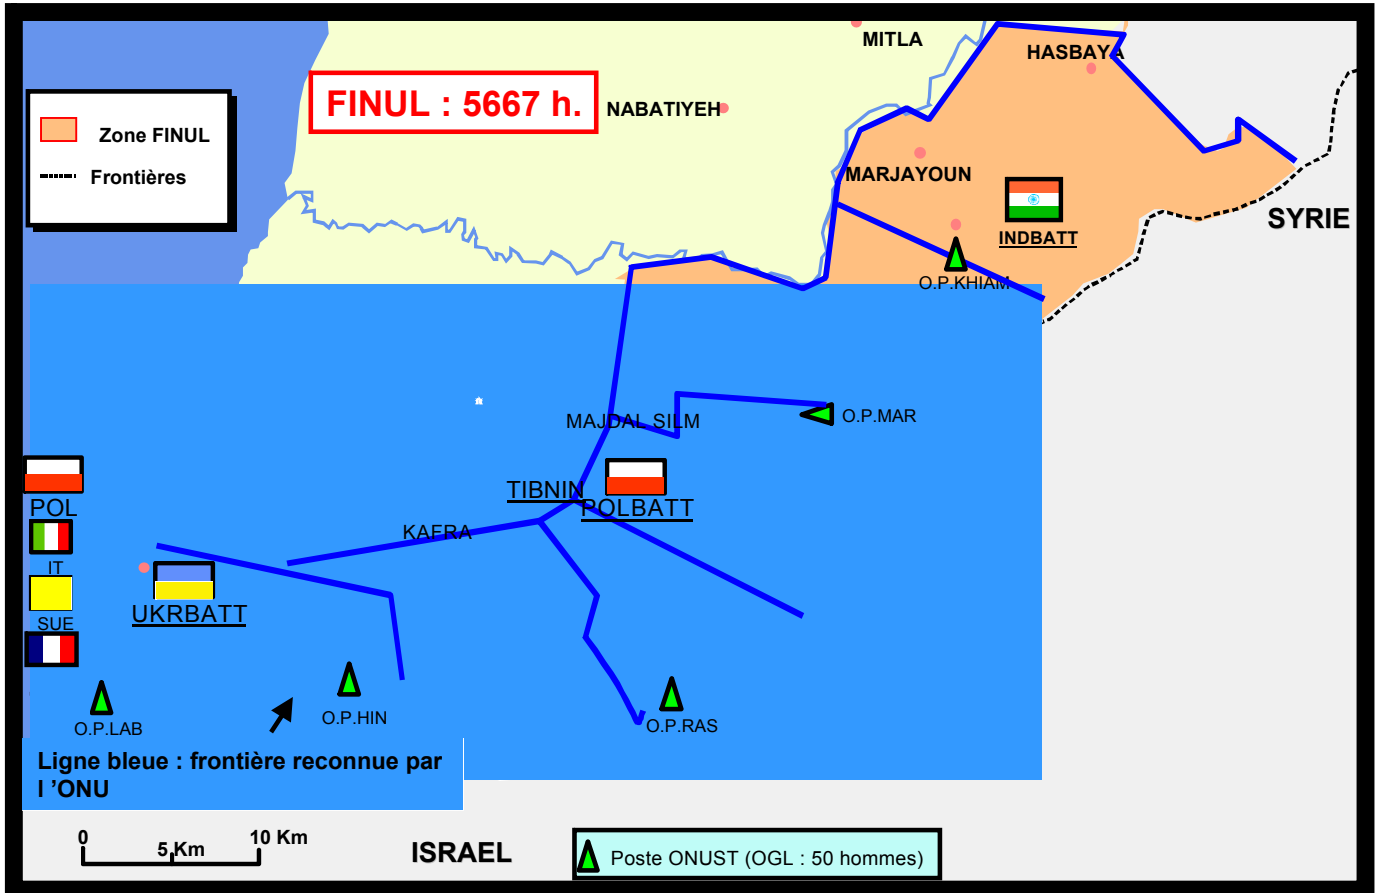 MITLA
HASBAYA
FINUL : 5667 h.
NABATIYEH
Zone FINUL
Frontières
MARJAYOUN
SYRIE
INDBATT
O.P.KHIAM
MAJDAL SILM
O.P.MAR
TIBNIN
POLBATT
POL
KAFRA
IT
UKRBATT
SUE
O.P.LAB
O.P.HIN
O.P.RAS
Ligne bleue : frontière reconnue par
l ’ONU
0
5 Km
10 Km
ISRAEL
Poste ONUST (OGL : 50 hommes)